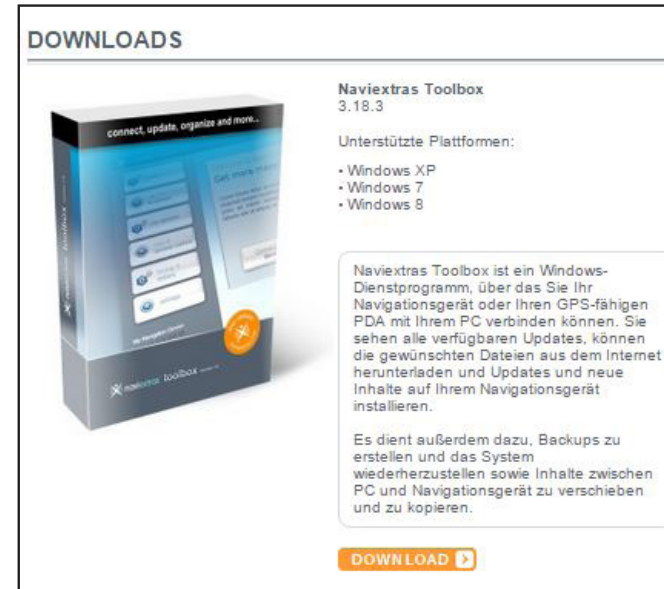 DOWNLOADS
connect, update, organize and more...
naviextras toolbox
naviextras toolbox
Naviextras Toolbox
3.18.3
Unterstützte Plattformen:
• Windows XP
• Windows 7
• Windows 8
Naviextras Toolbox ist ein Windows-
Dienstprogramm, über das Sie Ihr
Navigationsgerät oder Ihren GPS-fähigen
PDA mit Ihrem PC verbinden können. Sie
sehen alle verfügbaren Updates, können
die gewünschten Dateien aus dem Internet
herunterladen und Updates und neue
Inhalte auf Ihrem Navigationsgerät
installieren.
Es dient außerdem dazu, Backups zu
erstellen und das System
wiederherzustellen sowie Inhalte zwischen
PC und Navigationsgerät zu verschieben
und zu kopieren.
DOWNLOAD